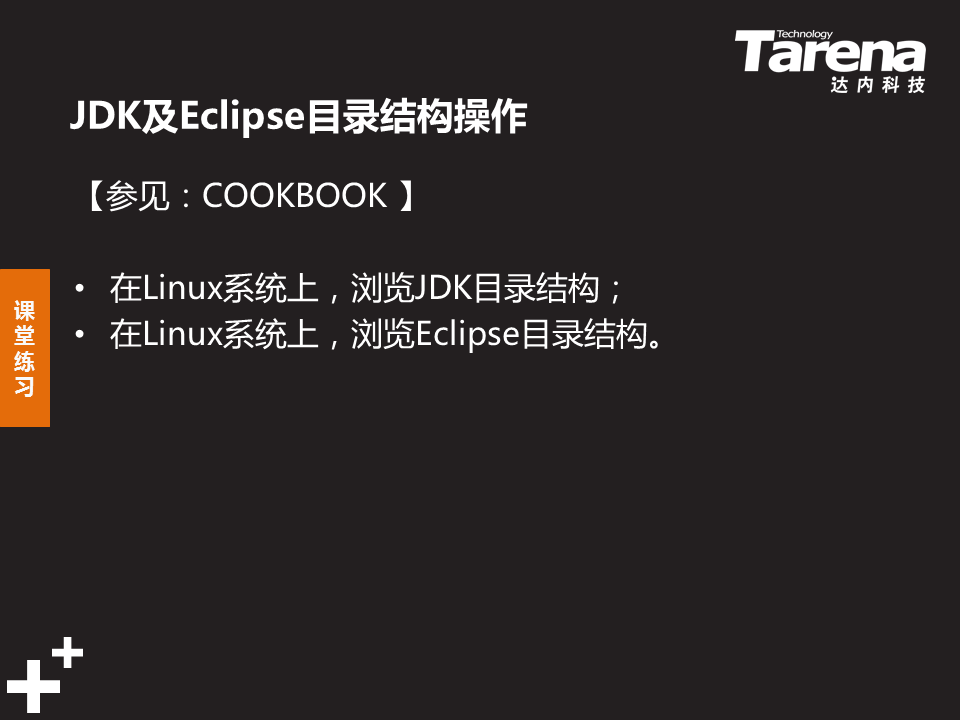 Technology
Tarena
达内科技
JDK及Eclipse目录结构操作
【参见：COOKBOOK 】
• 在Linux系统上，浏览JDK目录结构；
• 在Linux系统上，浏览Eclipse目录结构。
课
堂
练
习